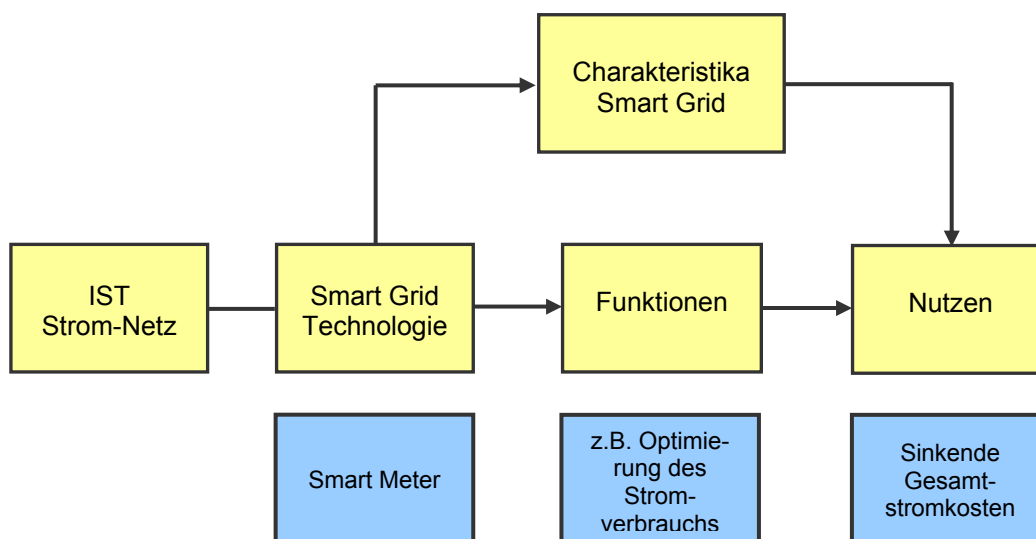 Charakteristika
Smart Grid
IST
Strom-Netz
Smart Grid
Technologie
Funktionen
Nutzen
Smart Meter
z.B. Optimie-
rung des
Strom-
verbrauchs
Sinkende
Gesamt-
stromkosten